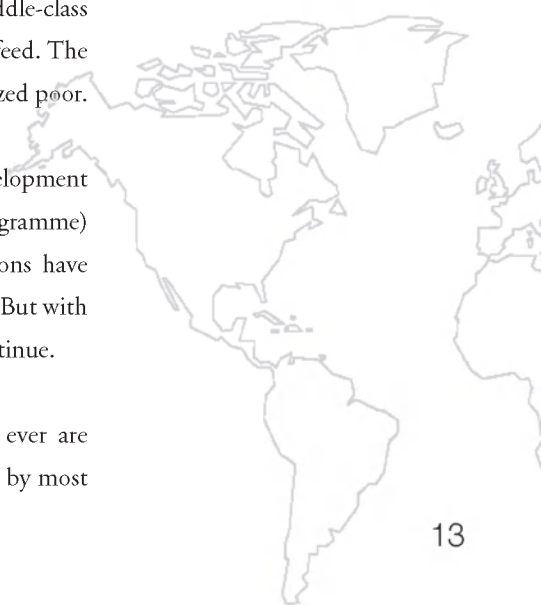 ddle-class
feed. The
zed poor.
elopment
gramme)
ons have
But with
tinue.
ever are
by most
13